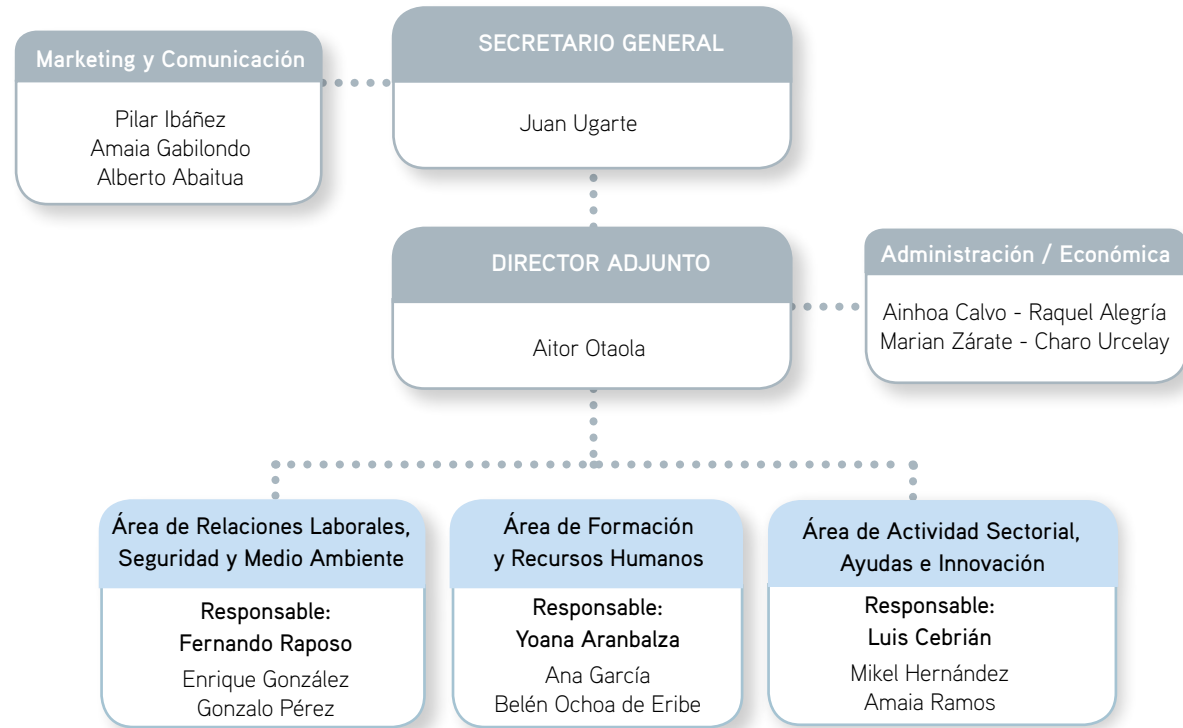 Marketing y Comunicación
Pilar Ibáñez
Amaia Gabilondo
Alberto Abaitua
SECRETARIO GENERAL
Juan Ugarte
DIRECTOR ADJUNTO
Aitor Otaola
Administración / Económica
Ainhoa Calvo - Raquel Alegría
Marian Zárate - Charo Urcelay
Área de Relaciones Laborales,
Seguridad y Medio Ambiente
Responsable:
Fernando Raposo
Enrique González
Gonzalo Pérez
Área de Formación
y Recursos Humanos
Responsable:
Yoana Aranbalza
Ana García
Belén Ochoa de Eribe
Área de Actividad Sectorial,
Ayudas e Innovación
Responsable:
Luis Cebrián
Mikel Hernández
Amaia Ramos